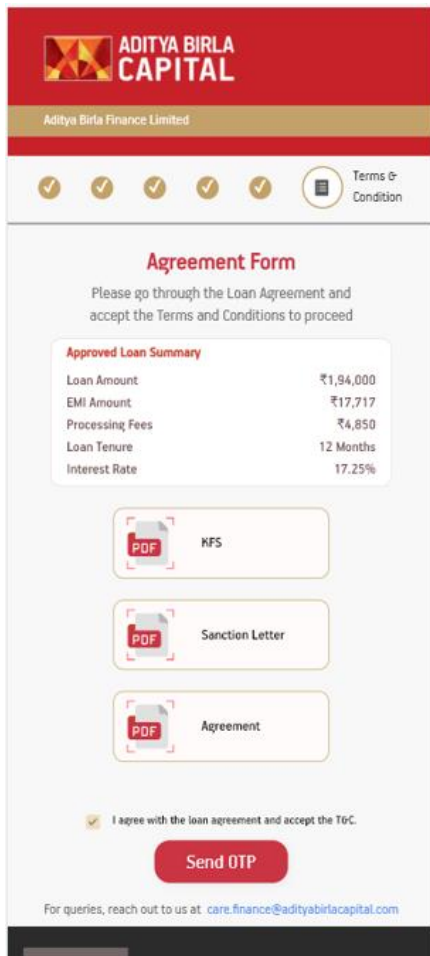 ADITYA BIRLA
CAPITAL
Aditya Birla Finance Limited
Terms &
Condition
Agreement Form
Please go through the Loan Agreement and
accept the Terms and Conditions to proceed
Approved Loan Summary
Loan Amount ₹1,94,000
EMI Amount ₹17,717
Processing Fees ₹4,850
Loan Tenure 12 Months
Interest Rate 17.25%
PDF KFS
PDF Sanction Letter
PDF Agreement
I agree with the loan agreement and accept the T&C.
Send OTP
For queries, reach out to us at care.finance@adityabirlacapital.com